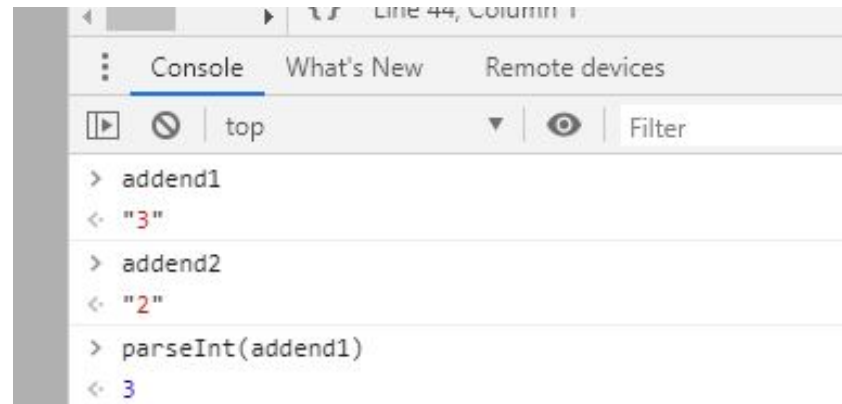 {} Line 44, Column 1
Console What's New Remote devices
top Filter
> addend1
"3"
> addend2
"2"
> parseInt(addend1)
3